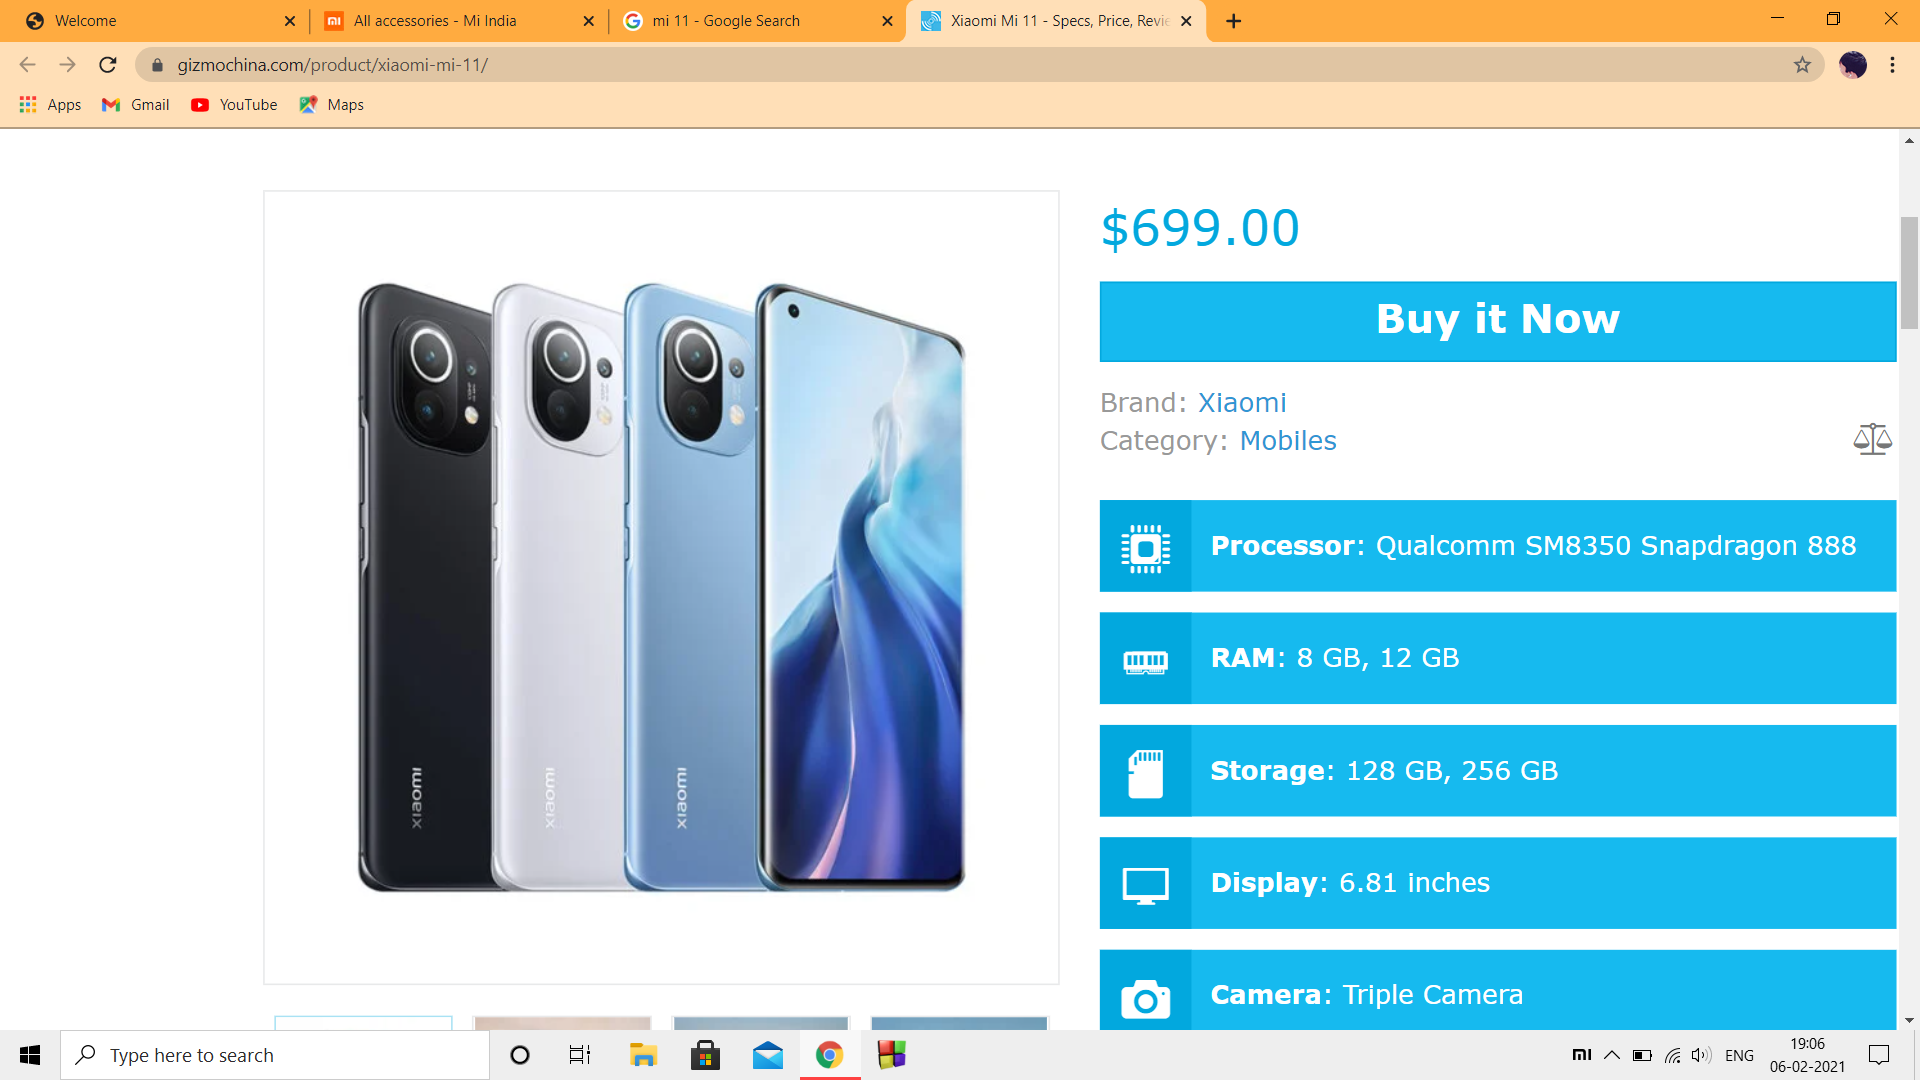 Welcome
All accessories - Mi India
mi 11 - Google Search
Xiaomi Mi 11 - Specs, Price, Revie
gizmochina.com/product/xiaomi-mi-11/
Apps
Gmail
YouTube
Maps
$699.00
Buy it Now
Brand: Xiaomi
Category: Mobiles
Processor: Qualcomm SM8350 Snapdragon 888
RAM: 8 GB, 12 GB
Storage: 128 GB, 256 GB
Display: 6.81 inches
Camera: Triple Camera
xiaomi
xiaomi
xiaomi
Type here to search
mi
ENG
19:06
06-02-2021